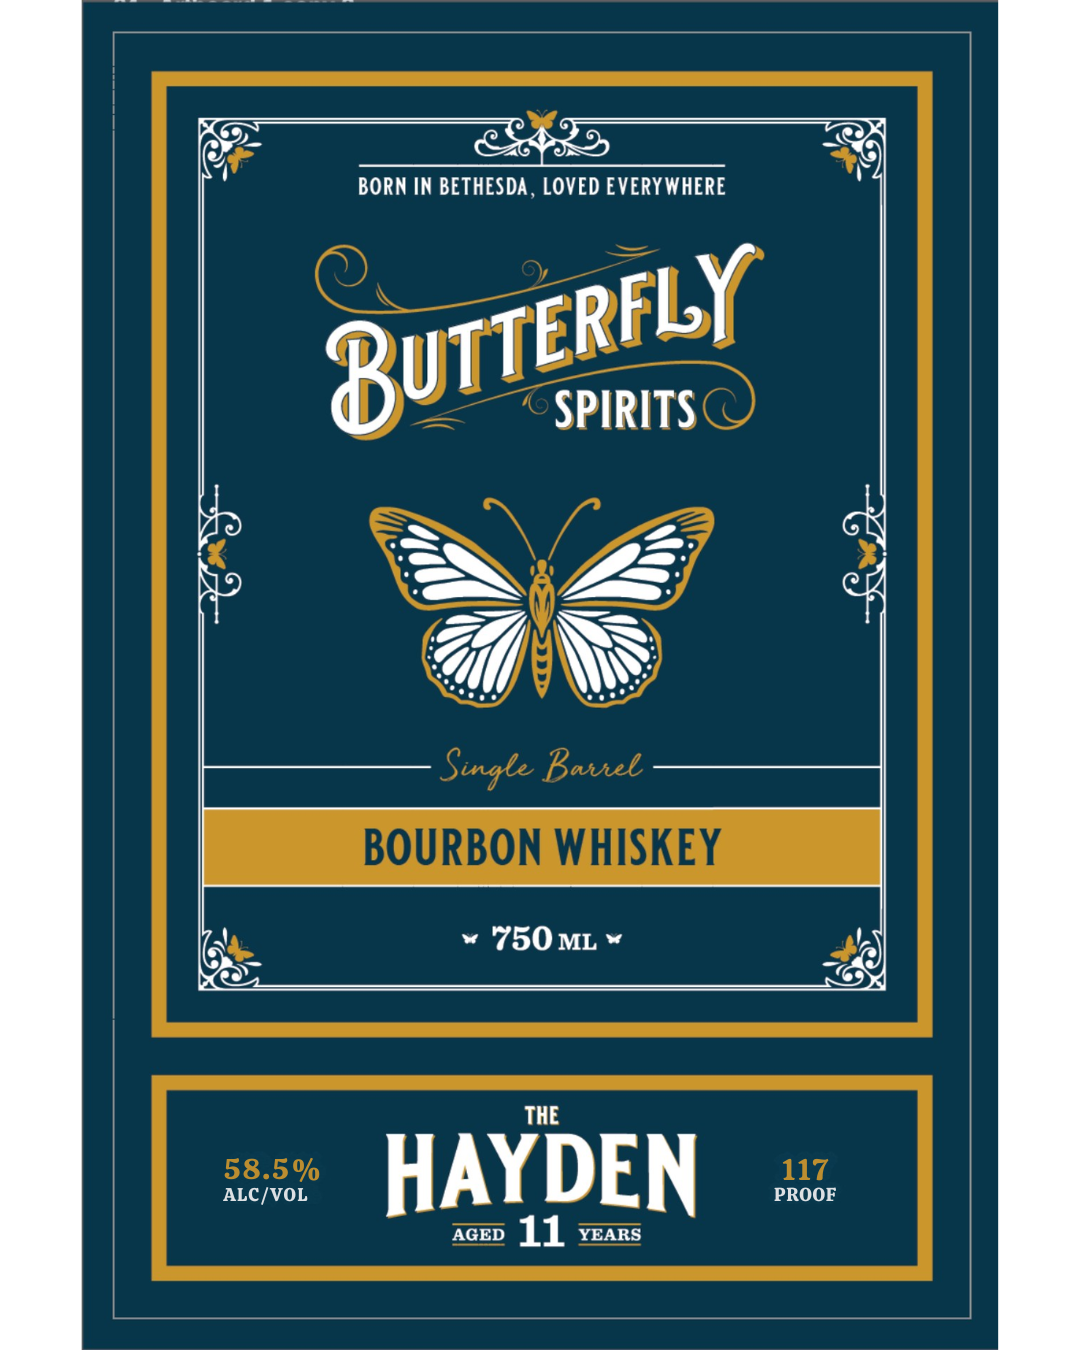 BORN IN BETHESDA, LOVED EVERYWHERE
BUTTERFLY
SPIRITS
Single Barrel
BOURBON WHISKEY
750 ML
THE
HAYDEN
58.5%
ALC/VOL
117
PROOF
AGED 11 YEARS